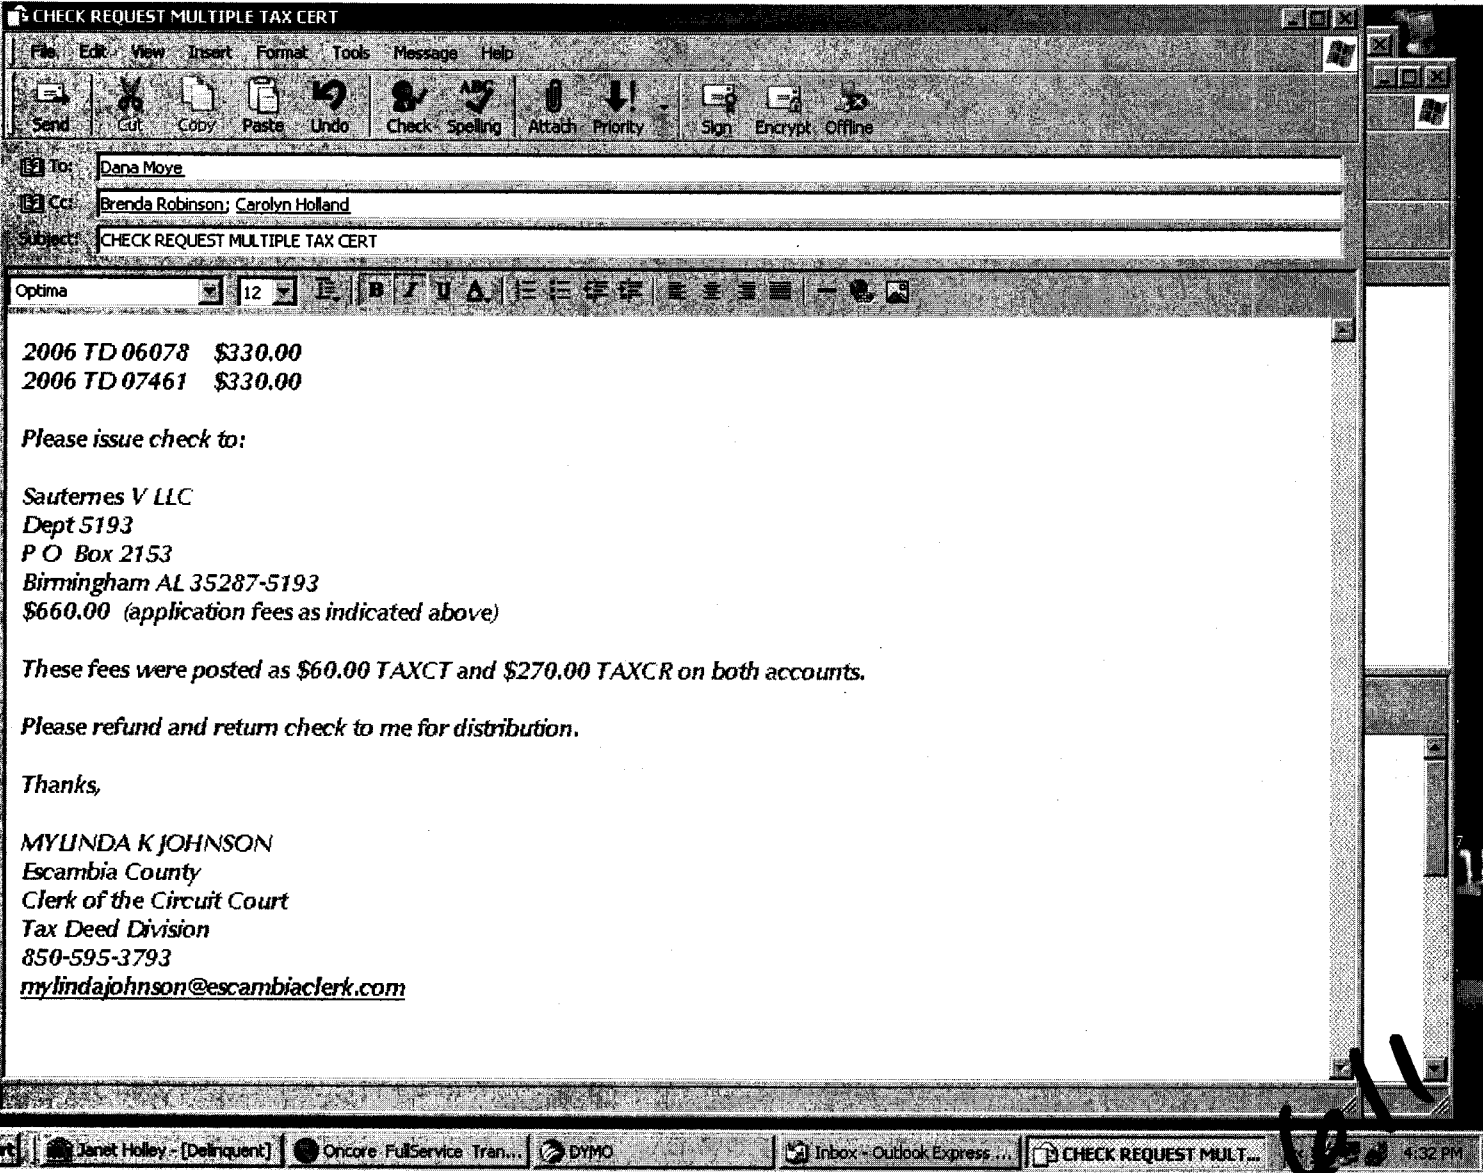 CHECK REQUEST MULTIPLE TAX CERT
File Edit View Insert Format Tools Message Help
Send Cut Copy Paste Undo Check Spelling Attach Priority Sign Encrypt Offline
To: Dana Moye
Cc: Brenda Robinson; Carolyn Holland
Subject: CHECK REQUEST MULTIPLE TAX CERT
Optima 12
2006 TD 06078 $330.00
2006 TD 07461 $330.00
Please issue check to:
Sauternes V LLC
Dept 5193
P O Box 2153
Birmingham AL 35287-5193
$660.00 (application fees as indicated above)
These fees were posted as $60.00 TAXCT and $270.00 TAXCR on both accounts.
Please refund and return check to me for distribution.
Thanks,
MYLINDA K JOHNSON
Escambia County
Clerk of the Circuit Court
Tax Deed Division
850-595-3793
mylindajohnson@escambiaclerk.com
Janet Holley - [Delinquent] Oncore FullService Tran... DYMO Inbox - Outlook Express ... CHECK REQUEST MULT... 4:32 PM